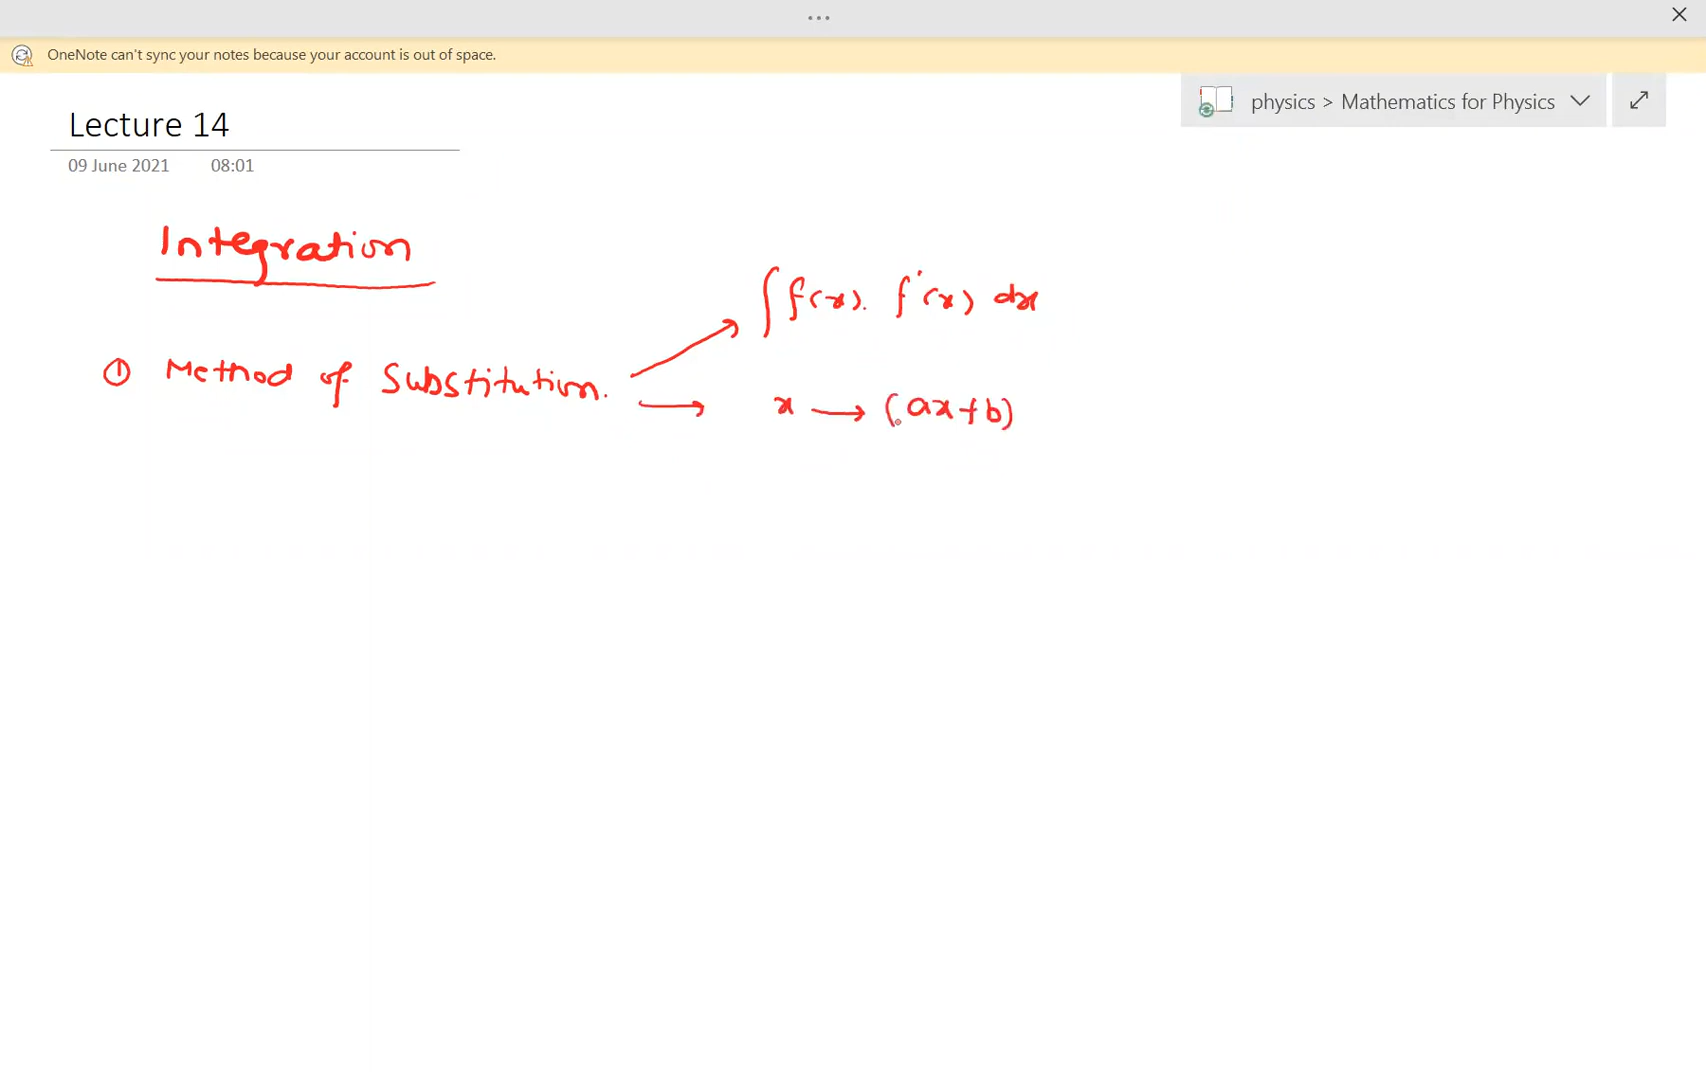 ...
OneNote can't sync your notes because your account is out of space.
physics > Mathematics for Physics
Lecture 14
09 June 2021 08:01
Integration
∫ f(x). f'(x) dx
① Method of Substitution.
x → (ax+b)